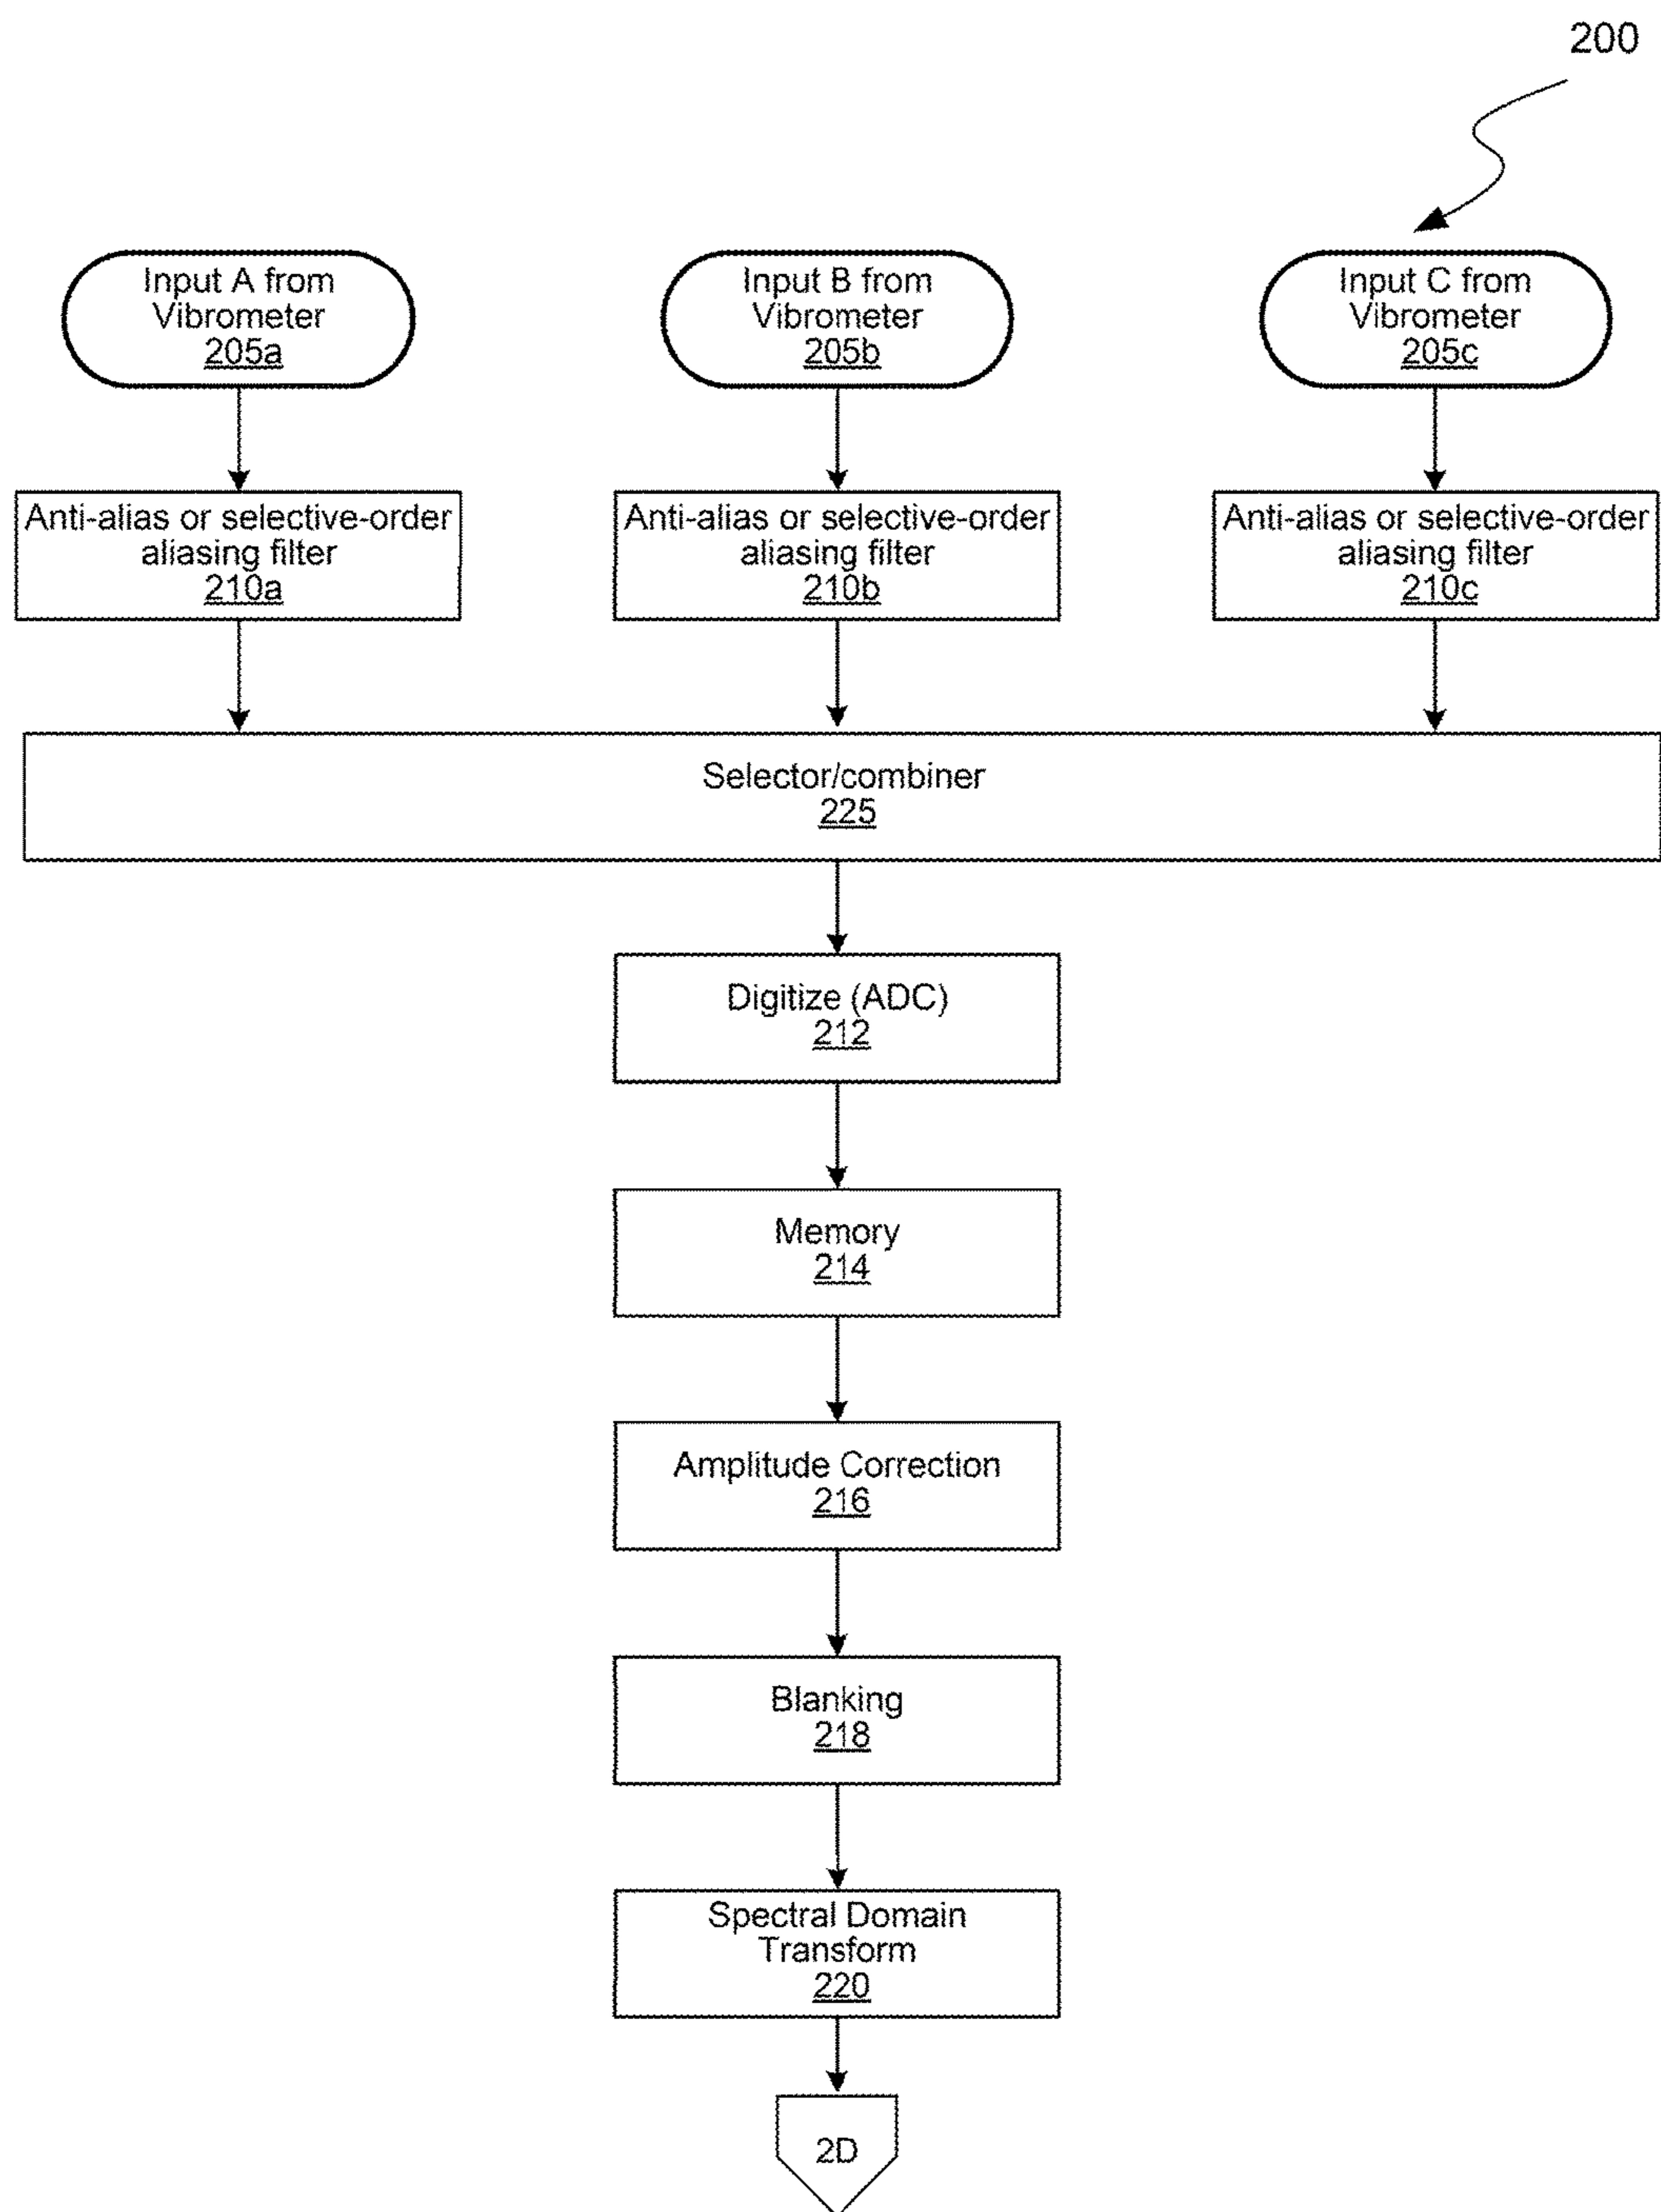 200
Input A from
Vibrometer
205a
Input B from
Vibrometer
205b
Input C from
Vibrometer
205c
Anti-alias or selective-order
aliasing filter
210a
Anti-alias or selective-order
aliasing filter
210b
Anti-alias or selective-order
aliasing filter
210c
Selector/combiner
225
Digitize (ADC)
212
Memory
214
Amplitude Correction
216
Blanking
218
Spectral Domain
Transform
220
2D